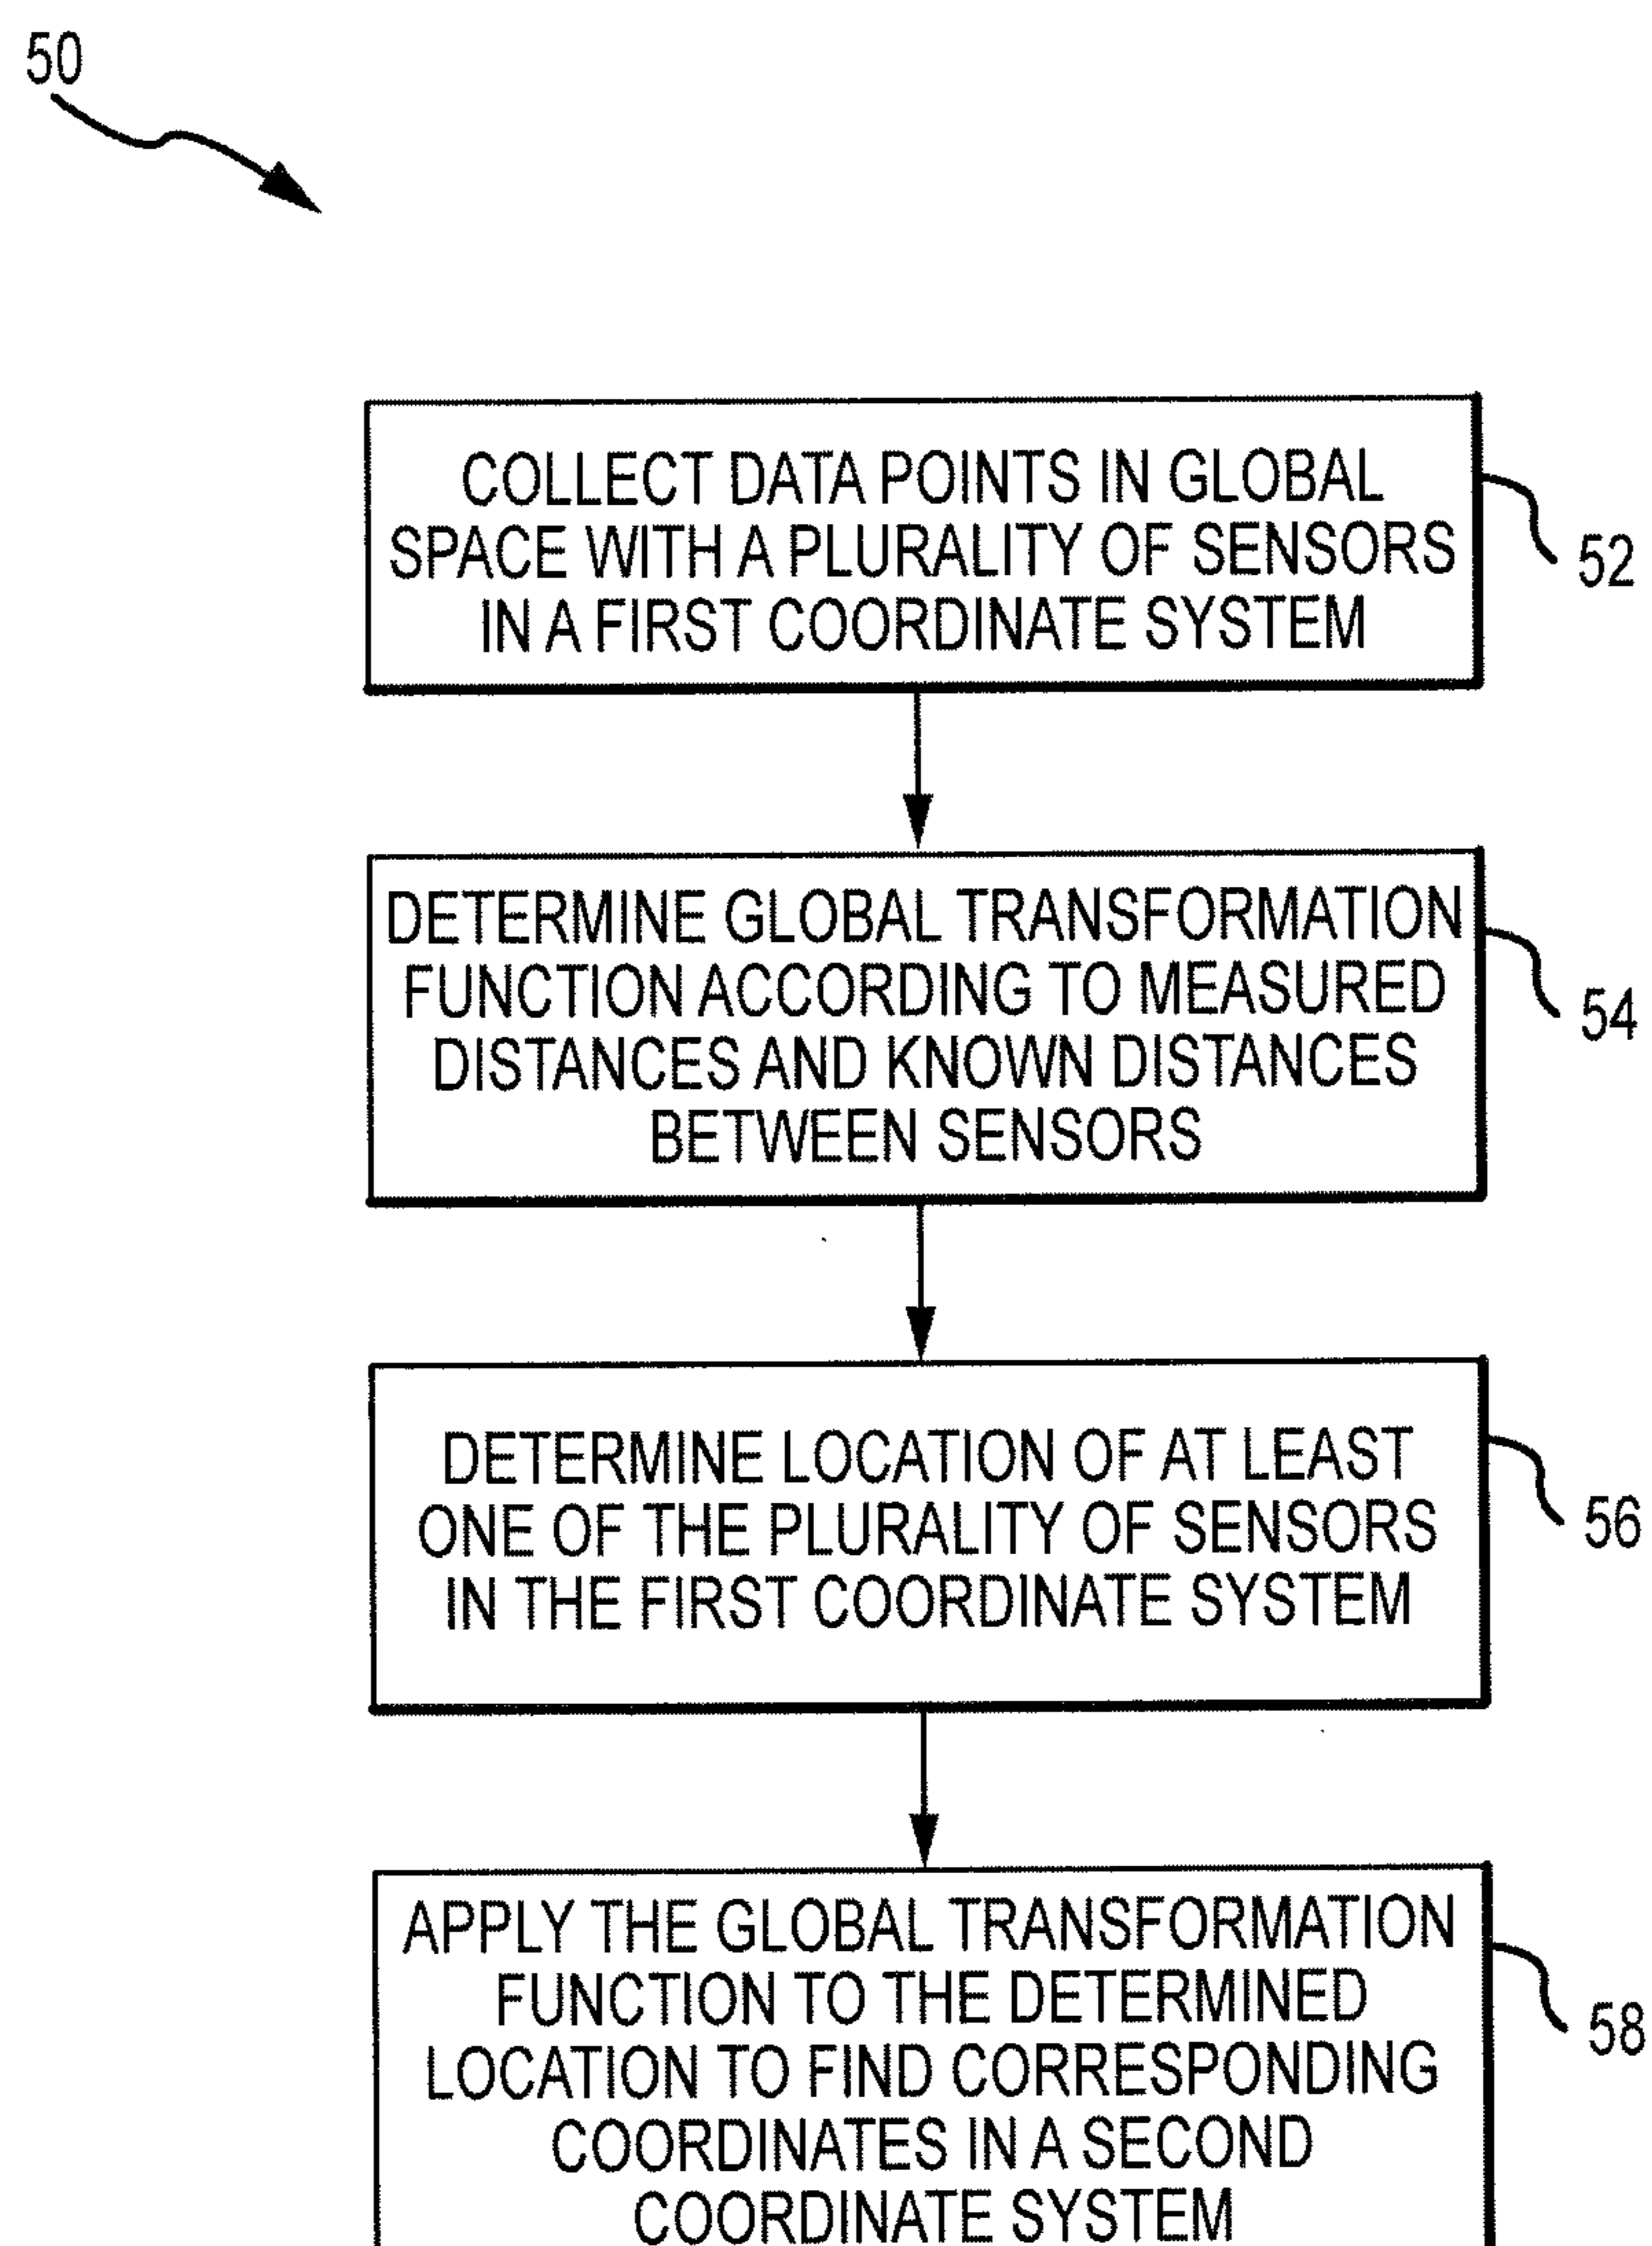 50
COLLECT DATA POINTS IN GLOBAL
SPACE WITH A PLURALITY OF SENSORS
IN A FIRST COORDINATE SYSTEM
52
DETERMINE GLOBAL TRANSFORMATION
FUNCTION ACCORDING TO MEASURED
DISTANCES AND KNOWN DISTANCES
BETWEEN SENSORS
54
DETERMINE LOCATION OF AT LEAST
ONE OF THE PLURALITY OF SENSORS
IN THE FIRST COORDINATE SYSTEM
56
APPLY THE GLOBAL TRANSFORMATION
FUNCTION TO THE DETERMINED
LOCATION TO FIND CORRESPONDING
COORDINATES IN A SECOND
COORDINATE SYSTEM
58